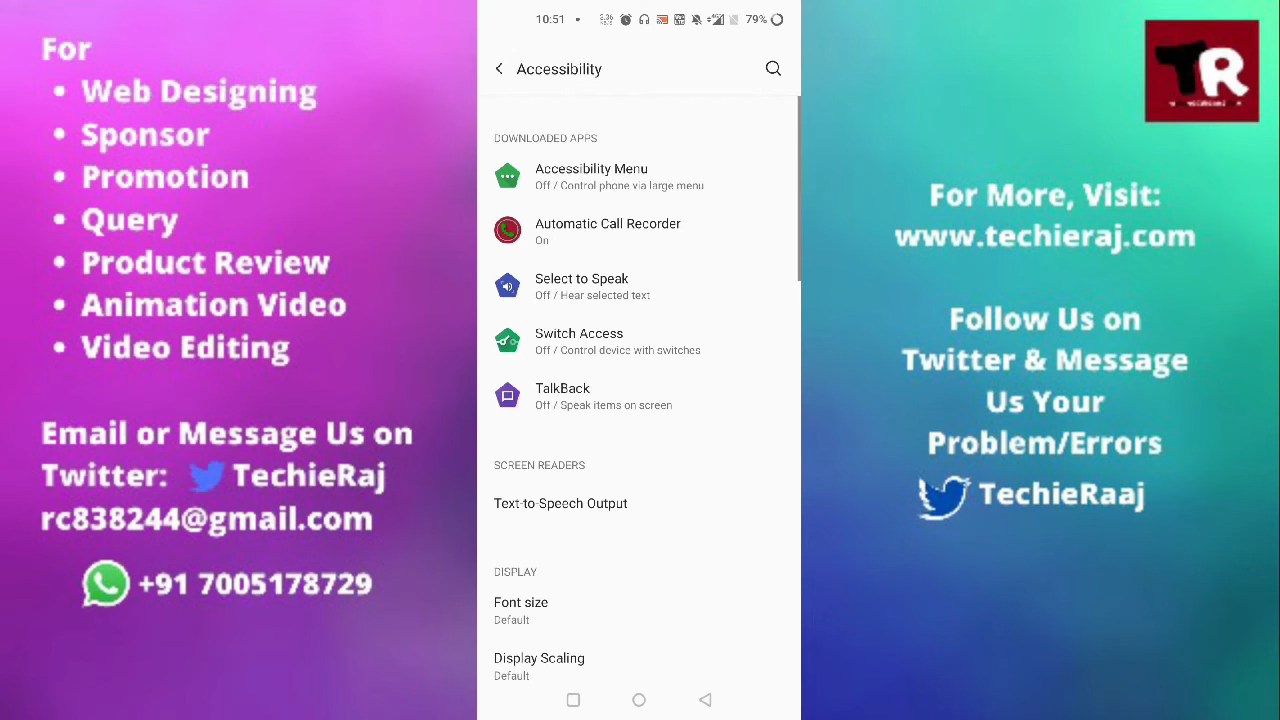 For
• Web Designing
• Sponsor
• Promotion
• Query
• Product Review
• Animation Video
• Video Editing
Email or Message Us on
Twitter: TechieRaj
rc838244@gmail.com
+91 7005178729
10:51
79%
Accessibility
DOWNLOADED APPS
Accessibility Menu
Off / Control phone via large menu
Automatic Call Recorder
On
Select to Speak
Off / Hear selected text
Switch Access
Off / Control device with switches
TalkBack
Off / Speak items on screen
SCREEN READERS
Text-to-Speech Output
DISPLAY
Font size
Default
Display Scaling
Default
TR
For More, Visit:
www.techieraj.com
Follow Us on
Twitter & Message
Us Your
Problem/Errors
TechieRaaj